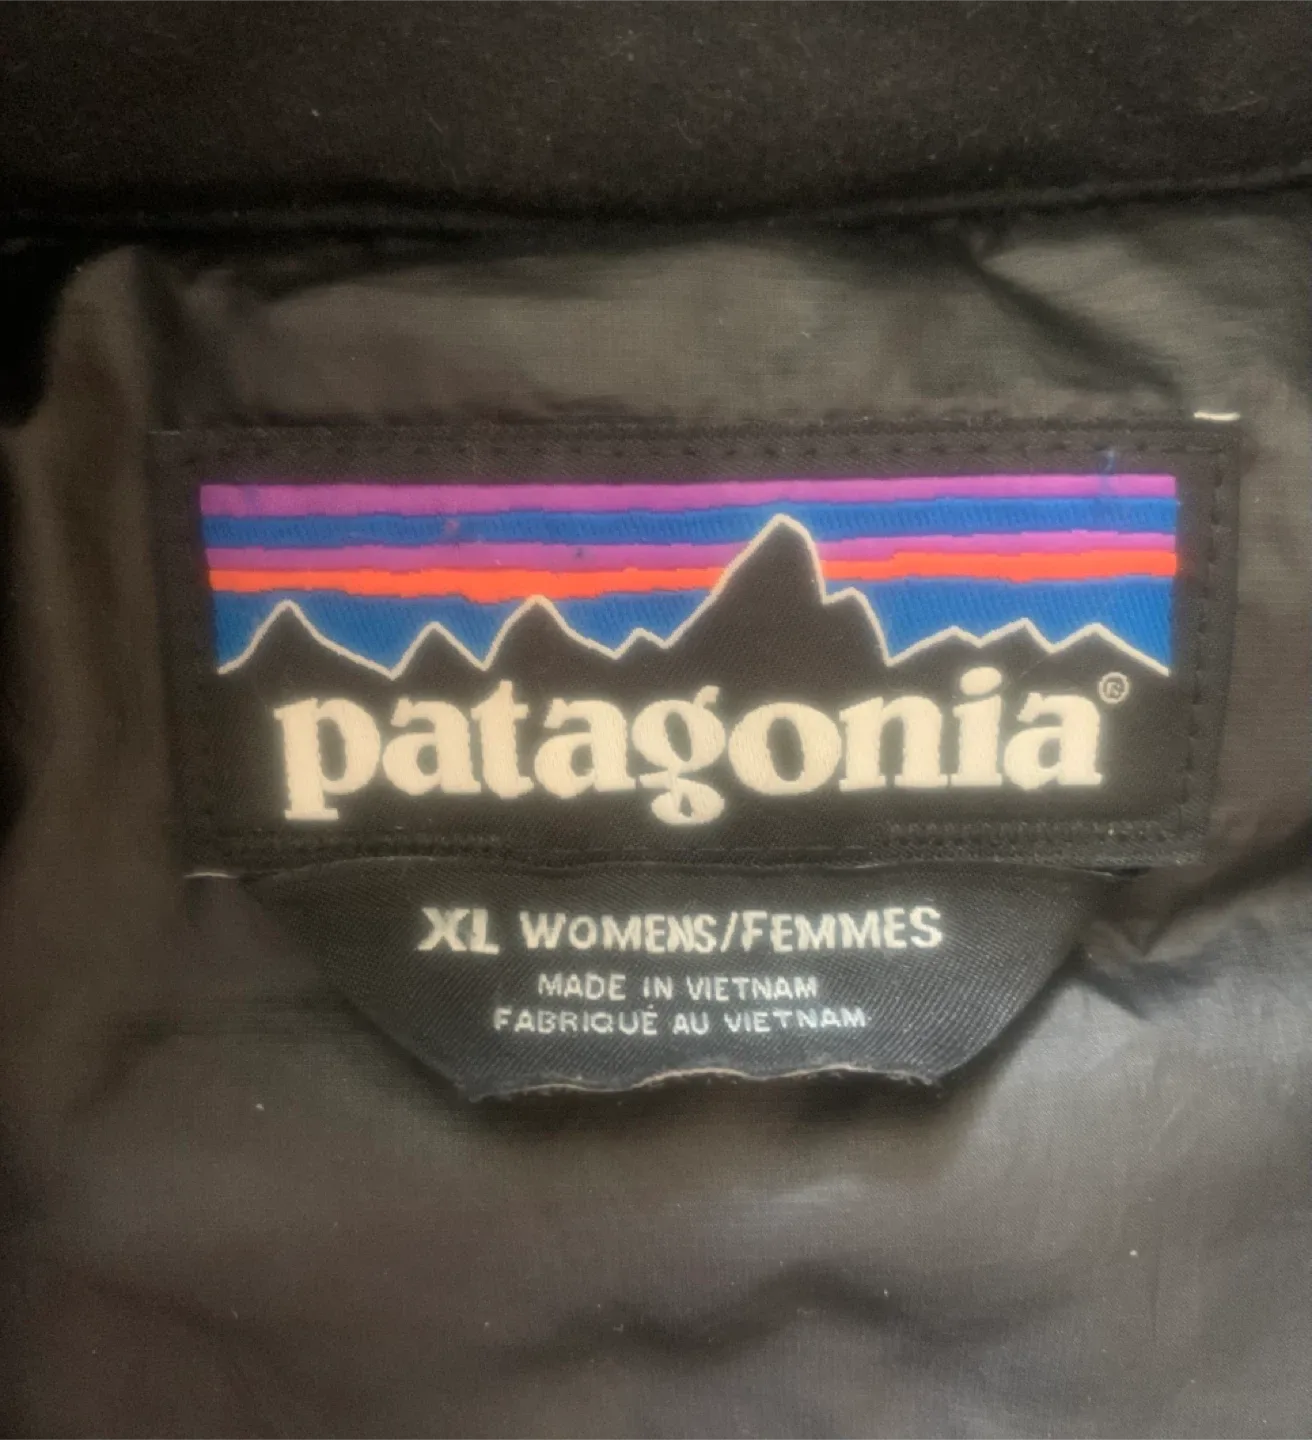 patagonia®
XL WOMENS/FEMMES
MADE IN VIETNAM
FABRIQUÉ AU VIETNAM